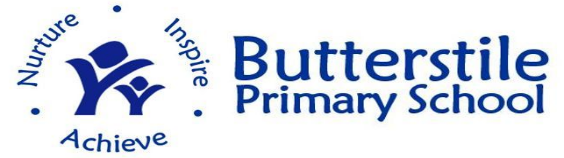 Nurture
Inspire
Achieve
Butterstile
Primary School